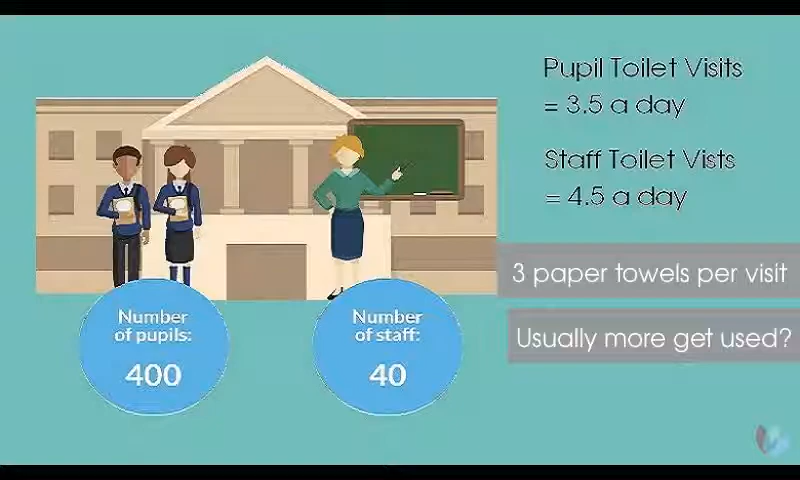 Pupil Toilet Visits
= 3.5 a day
Staff Toilet Vists
= 4.5 a day
3 paper towels per visit
Usually more get used?
Number
of pupils:
400
Number
of staff:
40